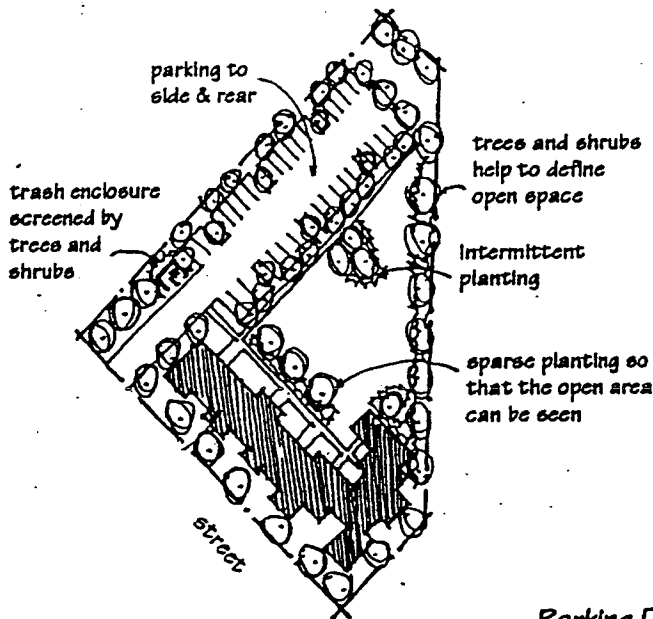 parking to
side & rear
trees and shrubs
help to define
open space
trash enclosure
screened by
trees and
shrubs
intermittent
planting
sparse planting so
that the open area
can be seen
street
Parking